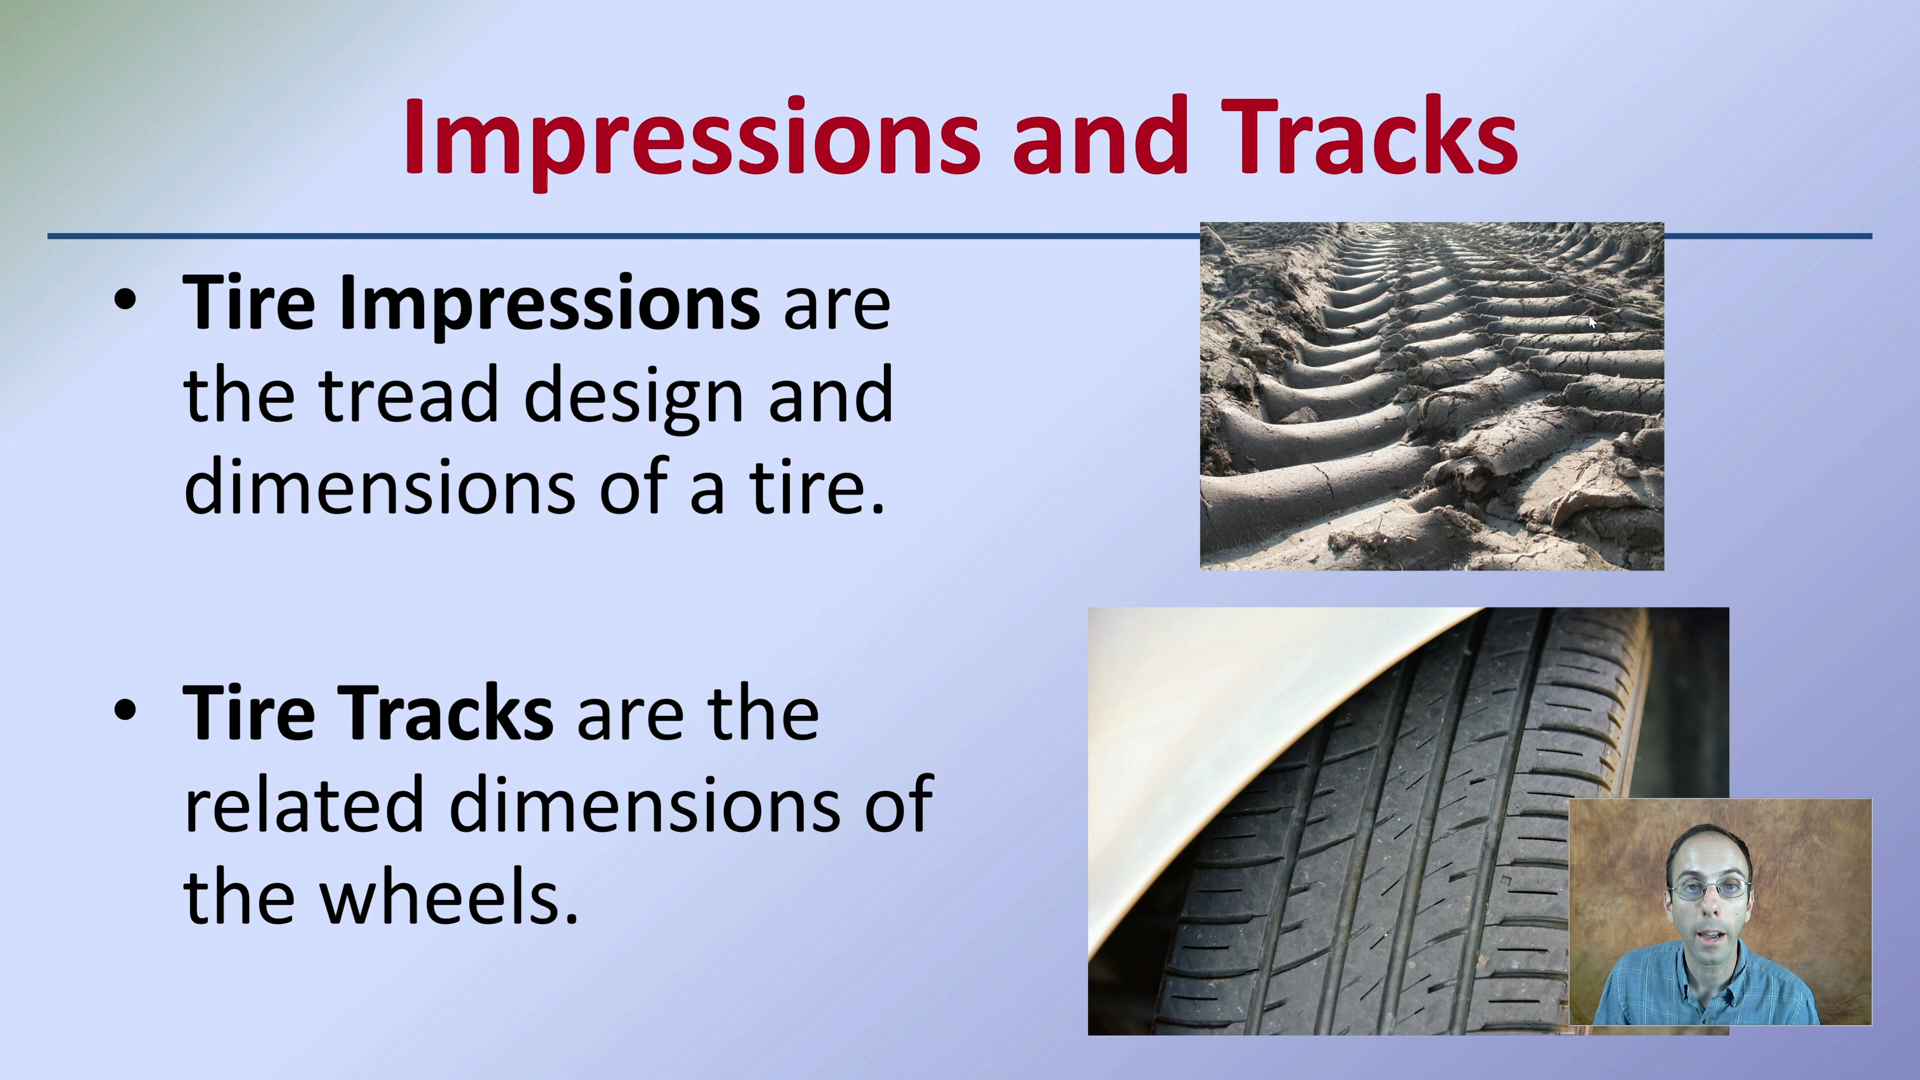 Impressions and Tracks
• Tire Impressions are
the tread design and
dimensions of a tire.
• Tire Tracks are the
related dimensions of
the wheels.